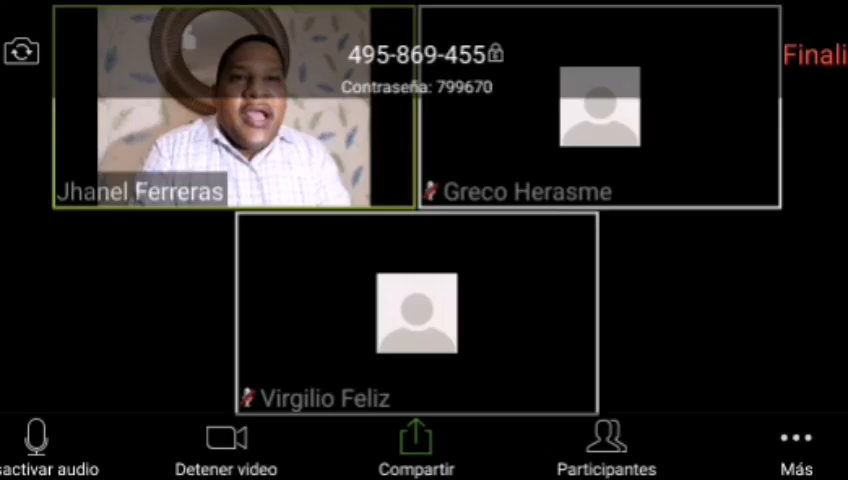 495-869-455
Finali
Contraseña: 799670
Jhanel Ferreras
Greco Herasme
Virgilio Feliz
sactivar audio
Detener video
Compartir
Participantes
Más